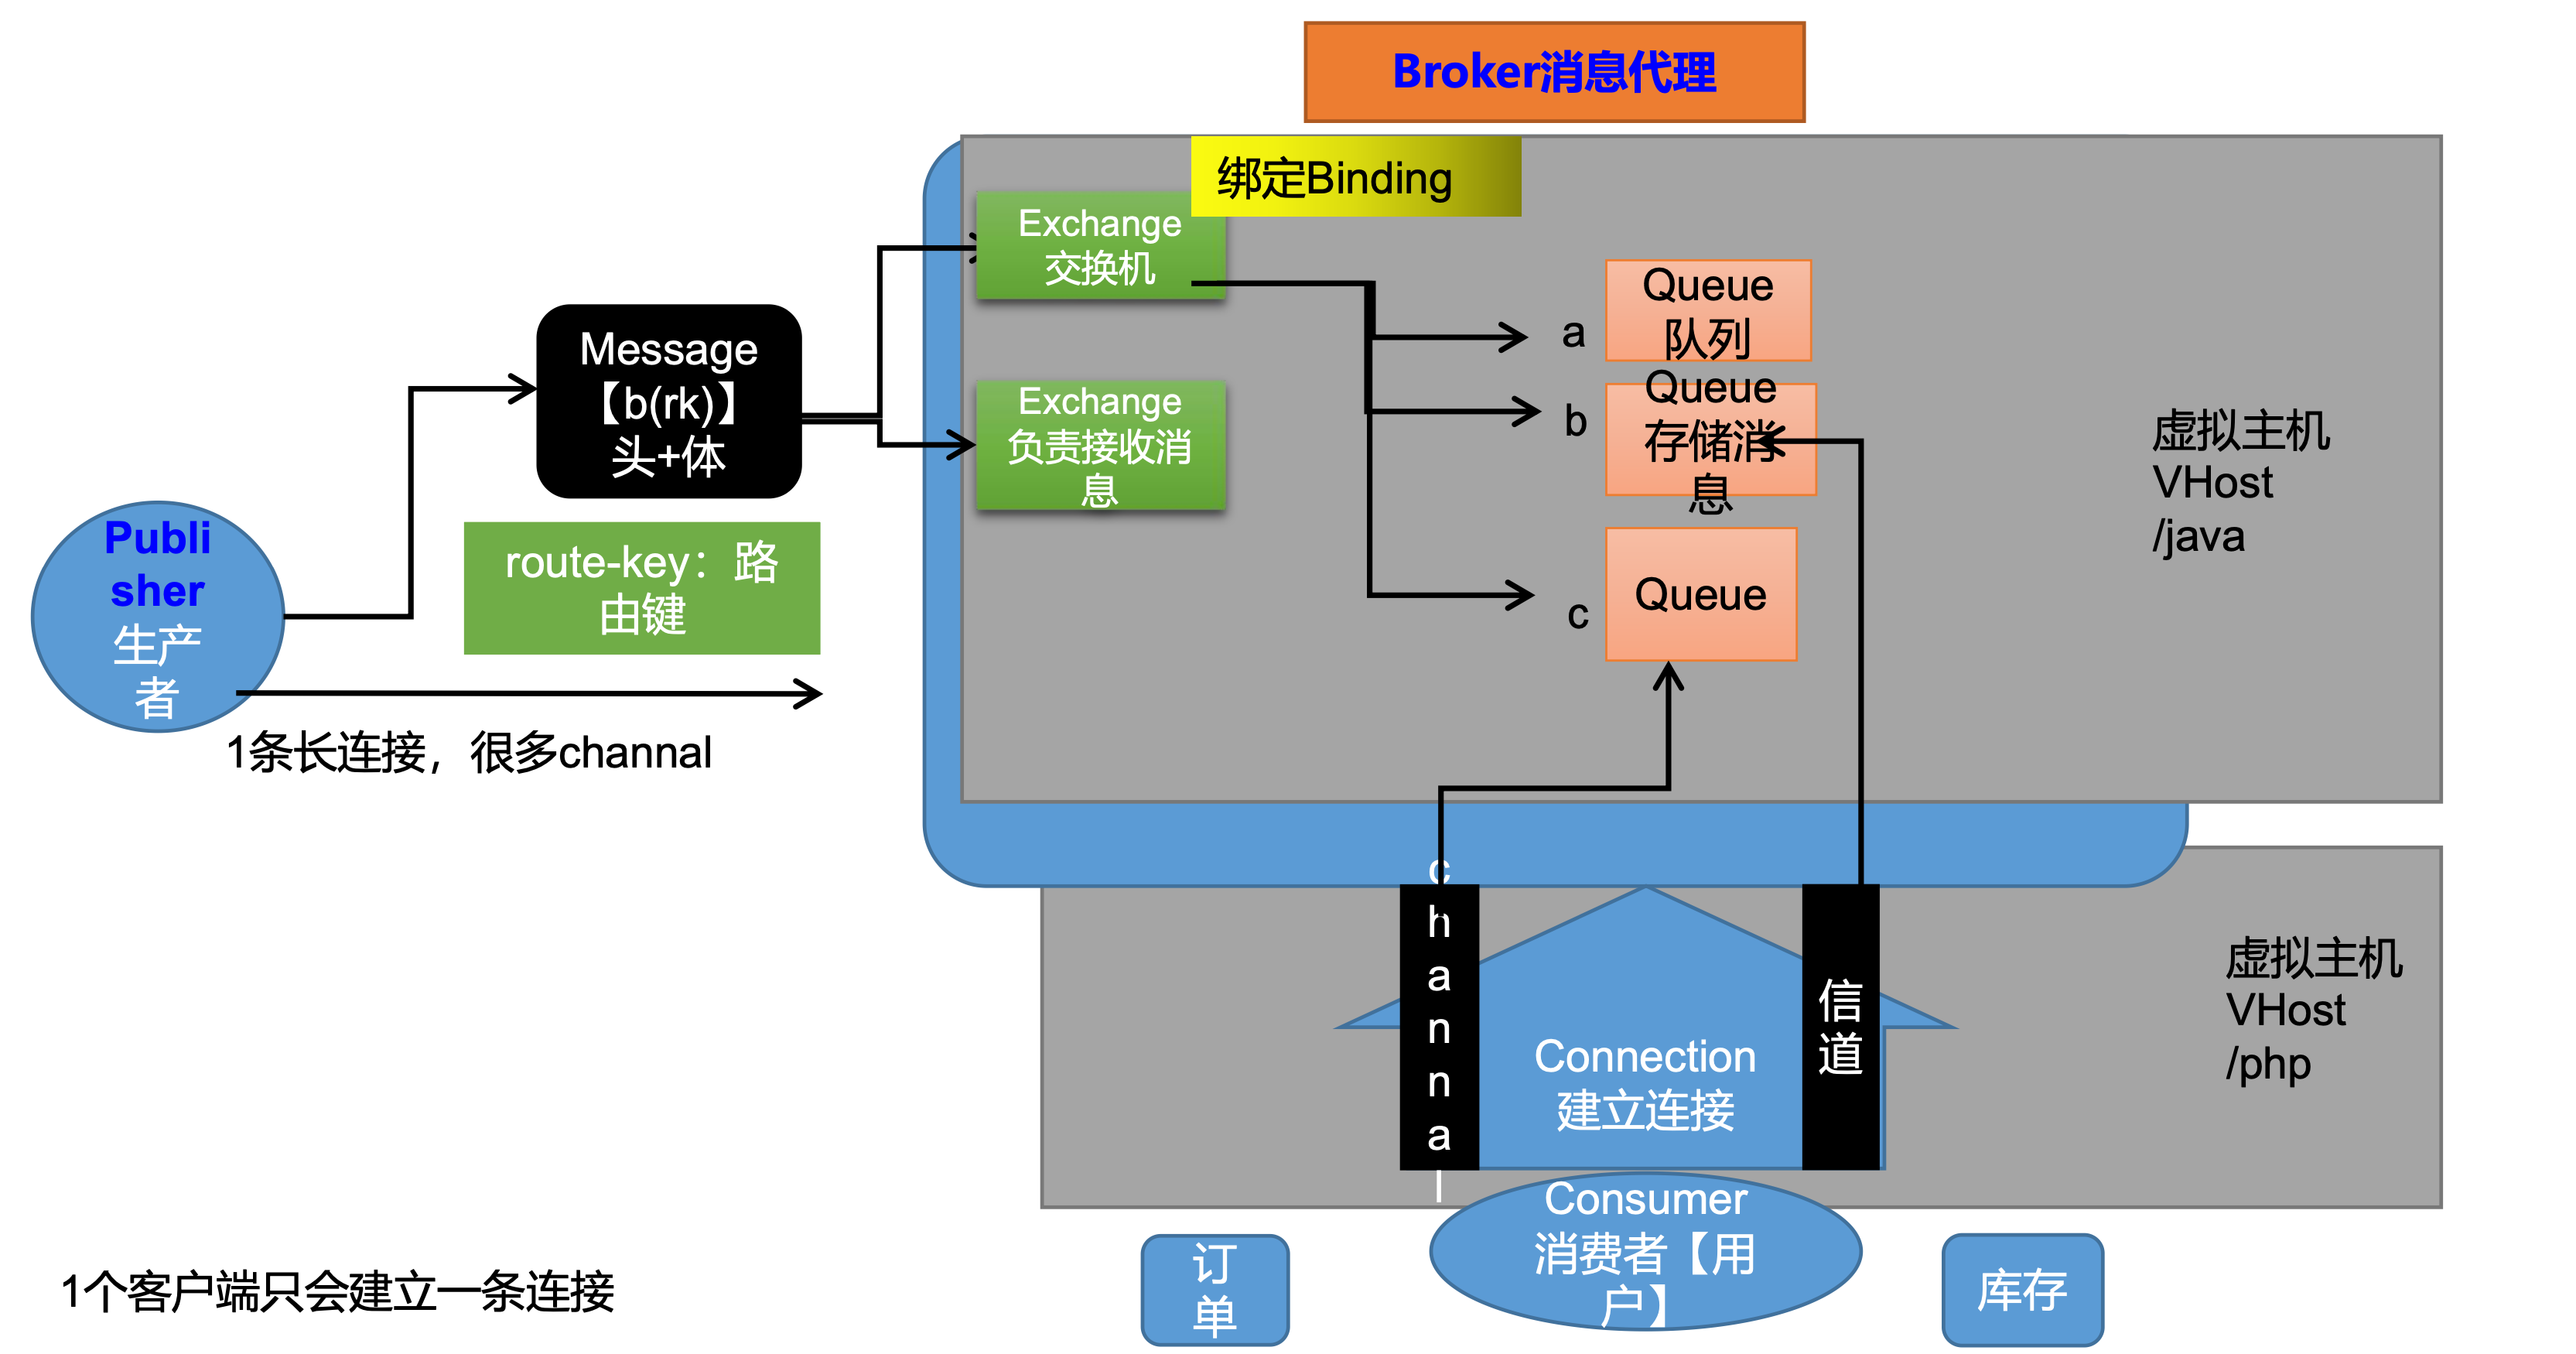 Broker消息代理
绑定Binding
Exchange
交换机
Message
【b(rk)】
头+体
Exchange
负责接收消
息
a
Queue
队列
b
Queue
存储消
息
c
Queue
虚拟主机
VHost
/java
Publi
sher
生产
者
route-key：路
由键
1条长连接，很多channal
channal
Connection
建立连接
信
道
虚拟主机
VHost
/php
Consumer
消费者【用
户】
订
单
库存
1个客户端只会建立一条连接